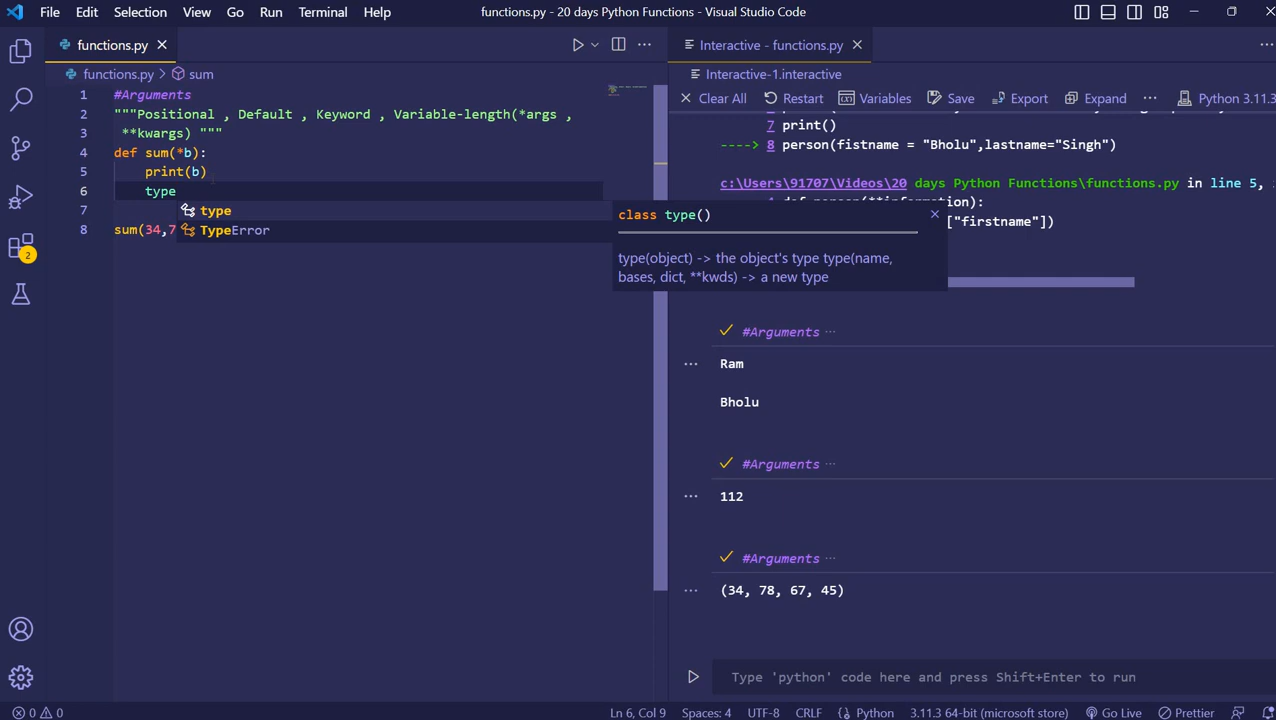 File Edit Selection View Go Run Terminal Help
functions.py - 20 days Python Functions - Visual Studio Code
functions.py
functions.py > sum
1 #Arguments
2 """Positional , Default , Keyword , Variable-length(*args ,
3 **kwargs) """
4 def sum(*b):
5 print(b)
6 type
7
8 sum(34,7
type
TypeError
class type()
type(object) -> the object's type type(name,
bases, dict, **kwds) -> a new type
Interactive - functions.py
Interactive-1.interactive
Clear All Restart Variables Save Export Expand ... Python 3.11.3
7 print()
----> 8 person(fistname = "Bholu",lastname="Singh")
c:\Users\91707\Videos\20 days Python Functions\functions.py in line 5,
["firstname"])
#Arguments ...
Ram
Bholu
#Arguments ...
112
#Arguments ...
(34, 78, 67, 45)
Type 'python' code here and press Shift+Enter to run
2
0 0
Ln 6, Col 9 Spaces: 4 UTF-8 CRLF Python 3.11.3 64-bit (microsoft store) Go Live Prettier